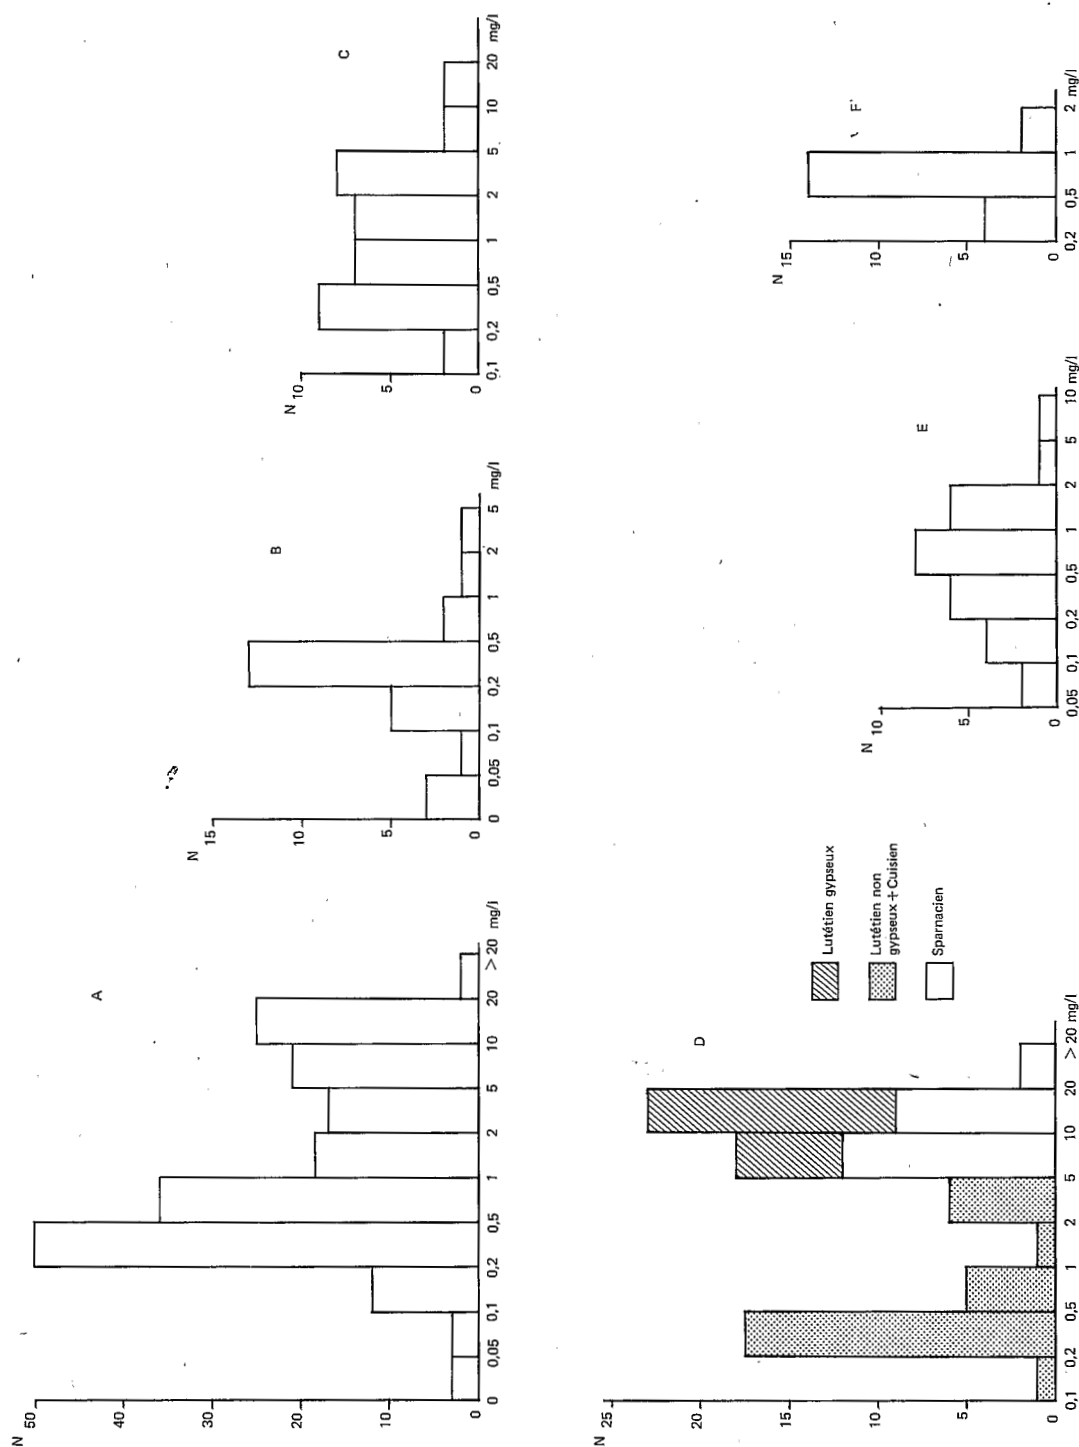 N
50
40
30
20
10
0
0 0,05 0,1 0,2 0,5 1 2 5 10 20 > 20 mg/l
A
N
15
10
5
0
0 0,05 0,1 0,2 0,5 1 2 5 mg/l
B
N
10
5
0
0,1 0,2 0,5 1 2 5 10 20 mg/l
C
N
25
20
15
10
5
0
0,1 0,2 0,5 1 2 5 10 20 > 20 mg/l
D
Lutétien gypseux
Lutétien non
gypseux + Cuisien
Sparnacien
N
10
5
0
0,05 0,1 0,2 0,5 1 2 5 10 mg/l
E
N
15
10
5
0
0,2 0,5 1 2 mg/l
F